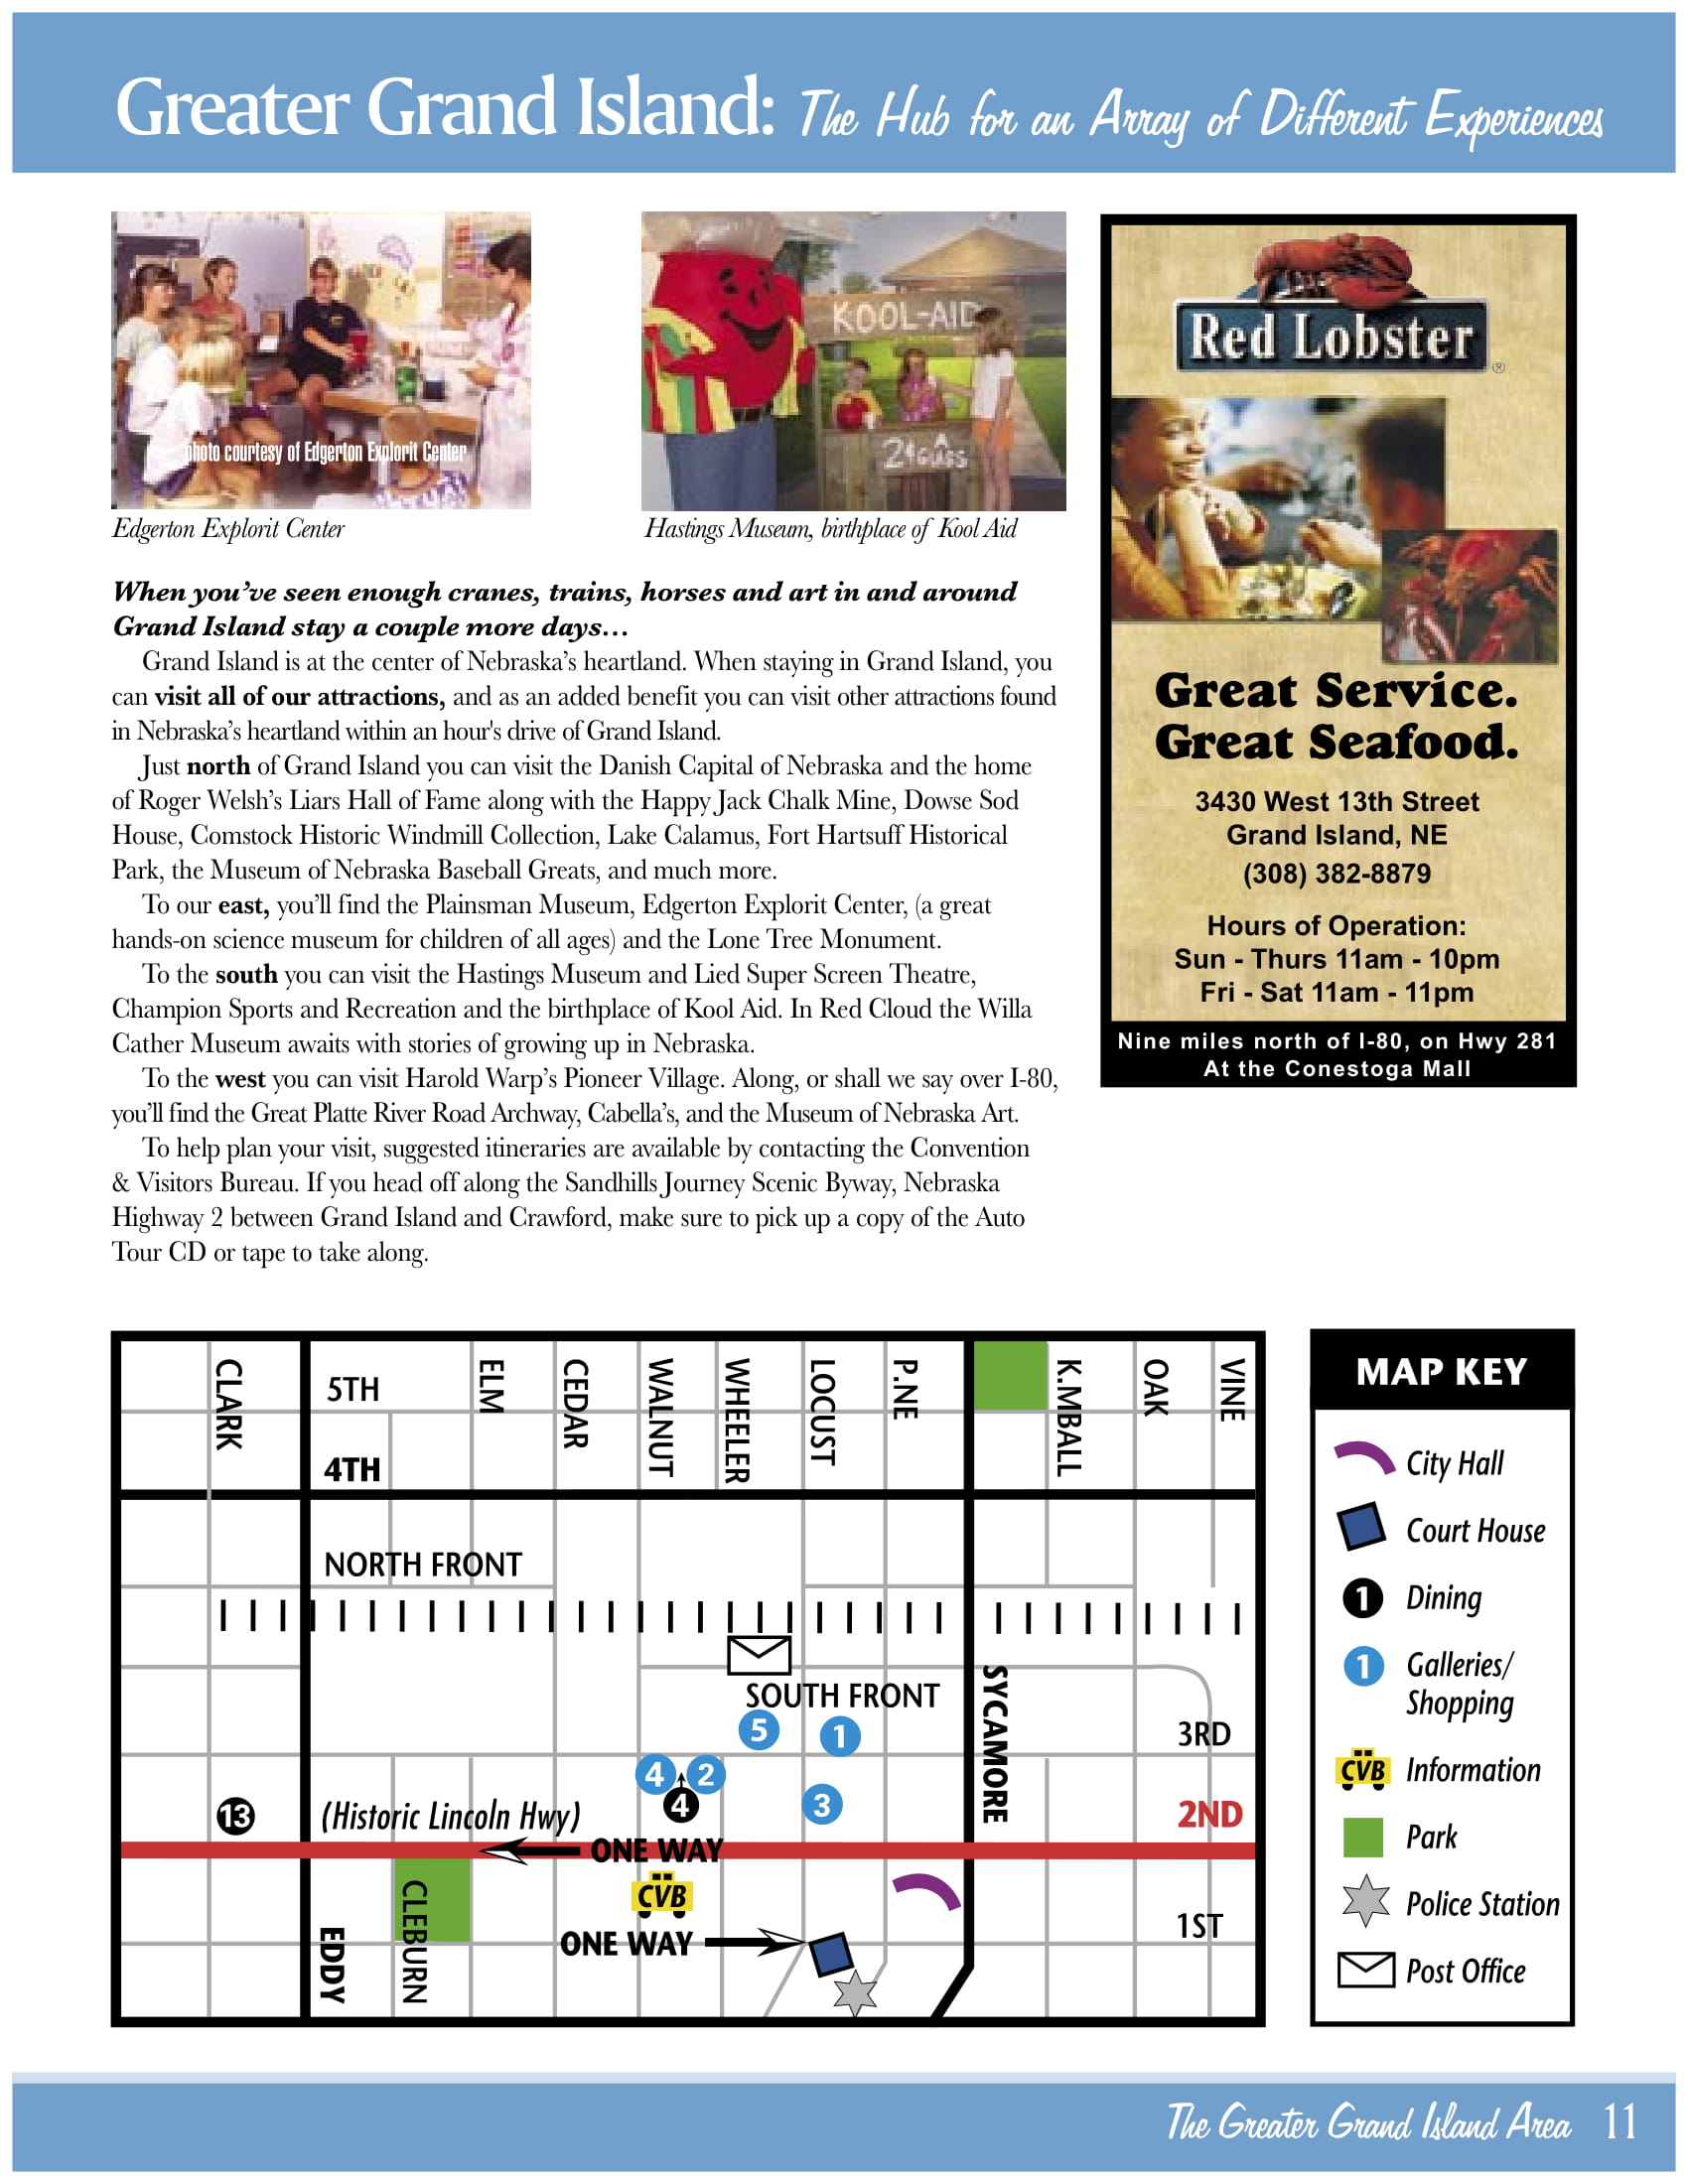 Greater Grand Island: The Hub for an Array of Different Experiences
photo courtesy of Edgerton Explorit Center
Edgerton Explorit Center
KOOL-AID
2¢ A
GLASS
Hastings Museum, birthplace of Kool Aid
When you've seen enough cranes, trains, horses and art in and around
Grand Island stay a couple more days…
Grand Island is at the center of Nebraska's heartland. When staying in Grand Island, you
can visit all of our attractions, and as an added benefit you can visit other attractions found
in Nebraska's heartland within an hour's drive of Grand Island.
Just north of Grand Island you can visit the Danish Capital of Nebraska and the home
of Roger Welsh's Liars Hall of Fame along with the Happy Jack Chalk Mine, Dowse Sod
House, Comstock Historic Windmill Collection, Lake Calamus, Fort Hartsuff Historical
Park, the Museum of Nebraska Baseball Greats, and much more.
To our east, you'll find the Plainsman Museum, Edgerton Explorit Center, (a great
hands-on science museum for children of all ages) and the Lone Tree Monument.
To the south you can visit the Hastings Museum and Lied Super Screen Theatre,
Champion Sports and Recreation and the birthplace of Kool Aid. In Red Cloud the Willa
Cather Museum awaits with stories of growing up in Nebraska.
To the west you can visit Harold Warp's Pioneer Village. Along, or shall we say over I-80,
you'll find the Great Platte River Road Archway, Cabella's, and the Museum of Nebraska Art.
To help plan your visit, suggested itineraries are available by contacting the Convention
& Visitors Bureau. If you head off along the Sandhills Journey Scenic Byway, Nebraska
Highway 2 between Grand Island and Crawford, make sure to pick up a copy of the Auto
Tour CD or tape to take along.
Red Lobster ®
Great Service.
Great Seafood.
3430 West 13th Street
Grand Island, NE
(308) 382-8879
Hours of Operation:
Sun - Thurs 11am - 10pm
Fri - Sat 11am - 11pm
Nine miles north of I-80, on Hwy 281
At the Conestoga Mall
CLARK
5TH
4TH
ELM
CEDAR
WALNUT
WHEELER
LOCUST
P.NE
K.MBALL
OAK
VINE
NORTH FRONT
SOUTH FRONT
SYCAMORE
5
1
3RD
4
2
4
3
13
(Historic Lincoln Hwy)
2ND
ONE WAY
CVB
CLEBURN
EDDY
ONE WAY
1ST
MAP KEY
City Hall
Court House
1 Dining
1 Galleries/
Shopping
CVB Information
Park
Police Station
Post Office
The Greater Grand Island Area 11